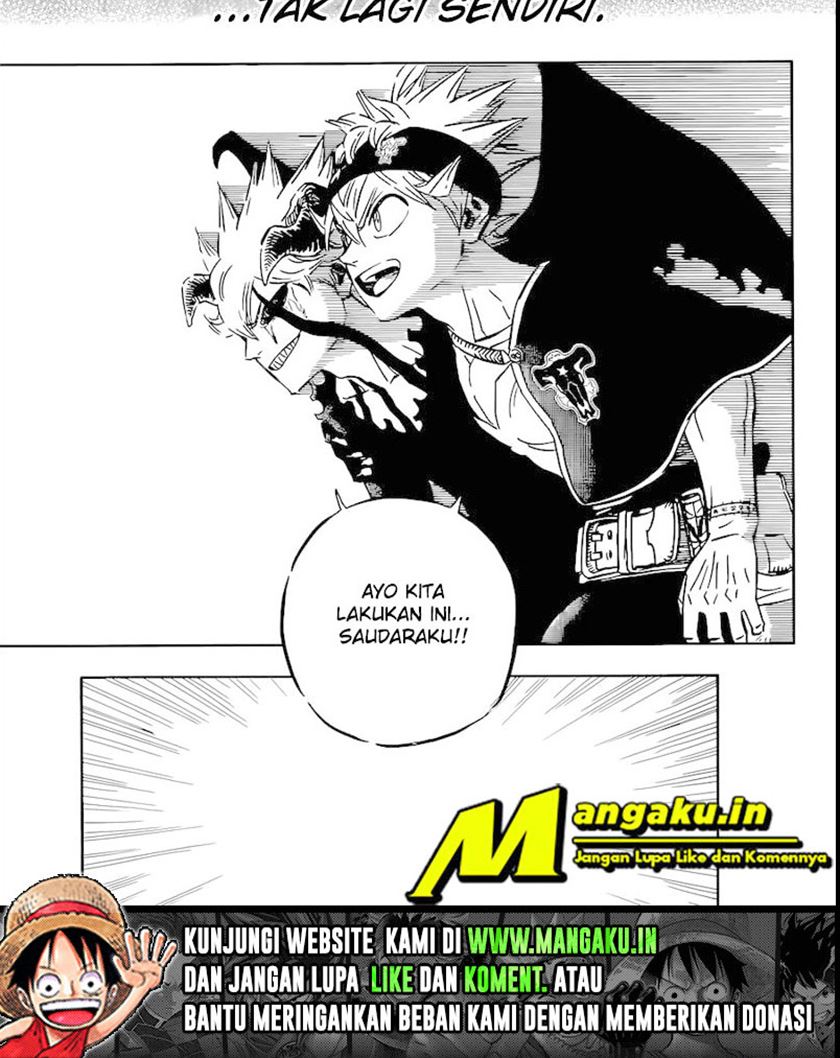 ...TAK LAGI SENDIRI.
AYO KITA
LAKUKAN INI...
SAUDARAKU!!
Mangaku.in
Jangan Lupa Like dan Komennya
KUNJUNGI WEBSITE KAMI DI WWW.MANGAKU.IN
DAN JANGAN LUPA LIKE DAN KOMENT. ATAU
BANTU MERINGANKAN BEBAN KAMI DENGAN MEMBERIKAN DONASI